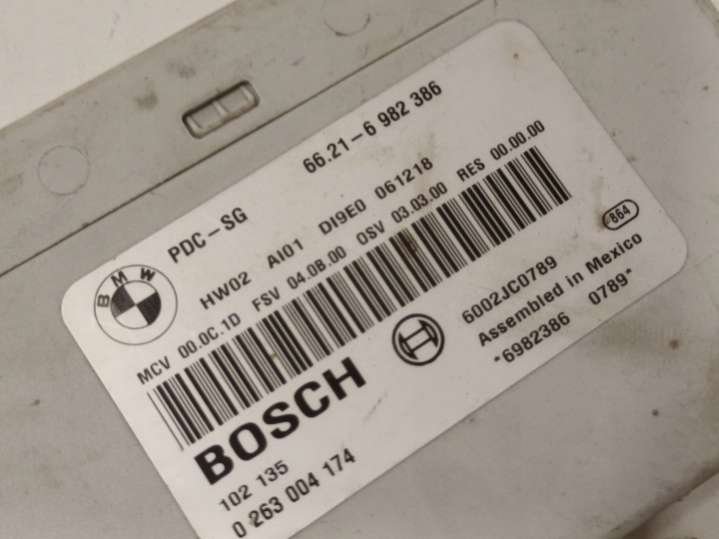 66.21-6 982 386
PDC-SG
BMW
HW02 AI01 DI9E0 061218
MCV 00.0C.1D FSV 04.0B.00 OSV 03.03.00 RES 00.00.00
BOSCH
6002JC0789
864
Assembled in Mexico
*6982386 0789*
102 135
0 263 004 174